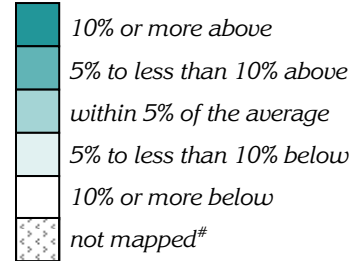 10% or more above
5% to less than 10% above
within 5% of the average
5% to less than 10% below
10% or more below
not mapped#